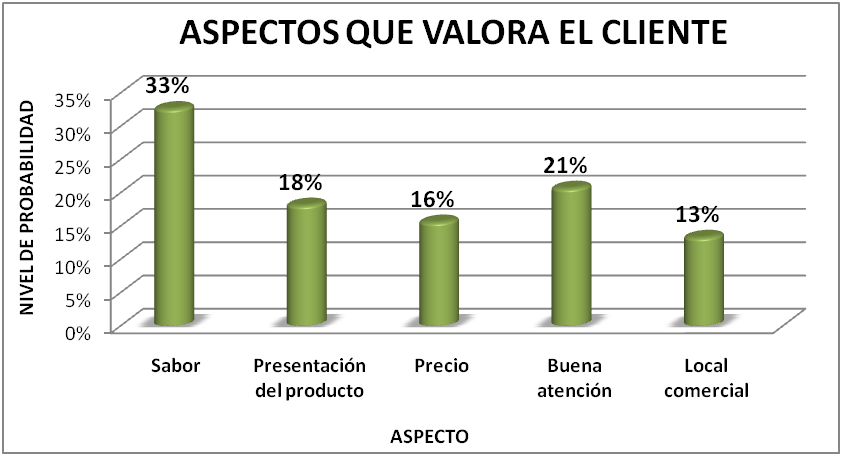 ASPECTOS QUE VALORA EL CLIENTE
NIVEL DE PROBABILIDAD
35%
30%
25%
20%
15%
10%
5%
0%
33%
18%
16%
21%
13%
Sabor
Presentación
del producto
Precio
Buena
atención
Local
comercial
ASPECTO